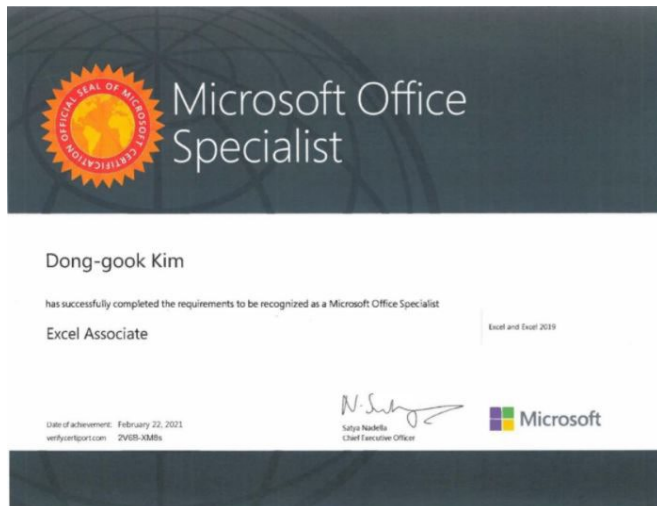 OFFICIAL SEAL OF MICROSOFT CERTIFICATION
Microsoft Office
Specialist
Dong-gook Kim
has successfully completed the requirements to be recognized as a Microsoft Office Specialist
Excel Associate
Excel and Excel 2019
Date of achievement: February 22, 2021
verifycertiport.com 2V6B-XM8s
Satya Nadella
Chief Executive Officer
Microsoft